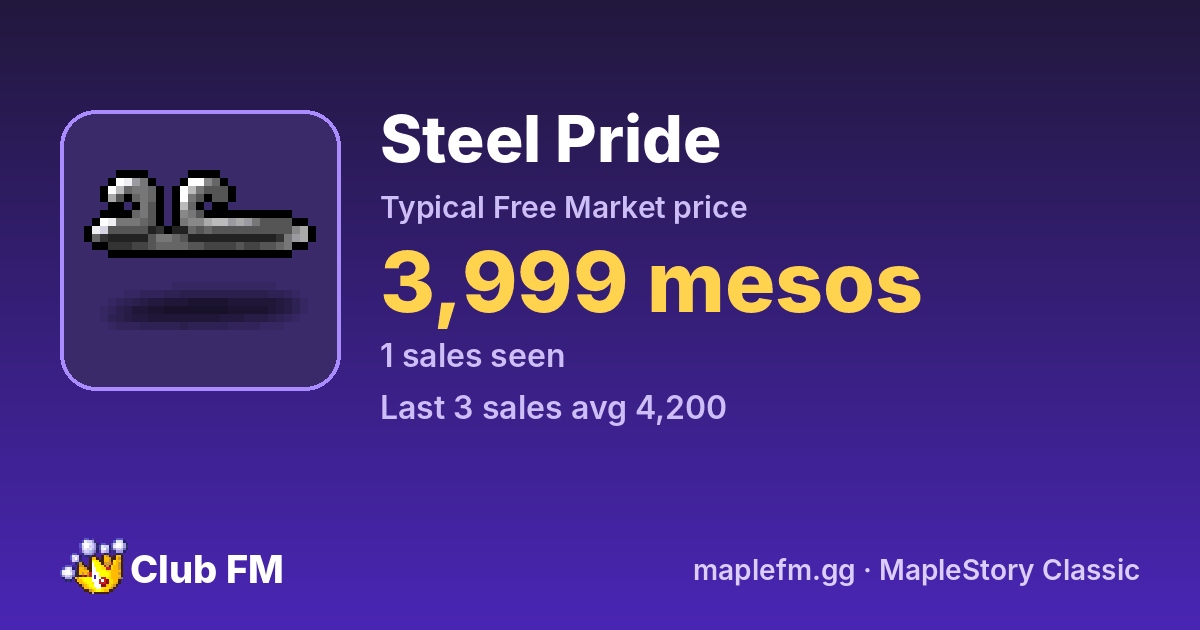 Steel Pride
Typical Free Market price
3,999 mesos
1 sales seen
Last 3 sales avg 4,200
Club FM
maplefm.gg · MapleStory Classic